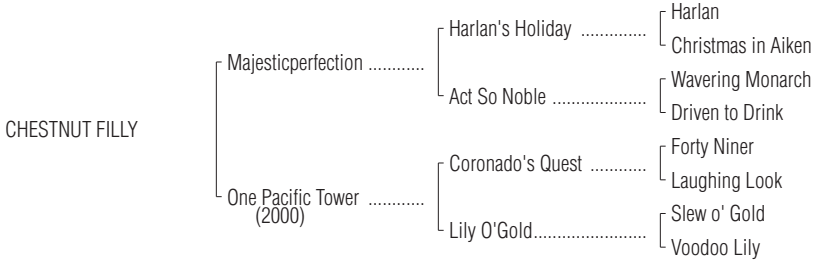 Harlan
Harlan's Holiday ..............
Christmas in Aiken
Majesticperfection ............
Wavering Monarch
Act So Noble ....................
Driven to Drink
CHESTNUT FILLY
Forty Niner
Coronado's Quest ............
Laughing Look
One Pacific Tower ............
(2000)
Slew o' Gold
Lily O'Gold........................
Voodoo Lily